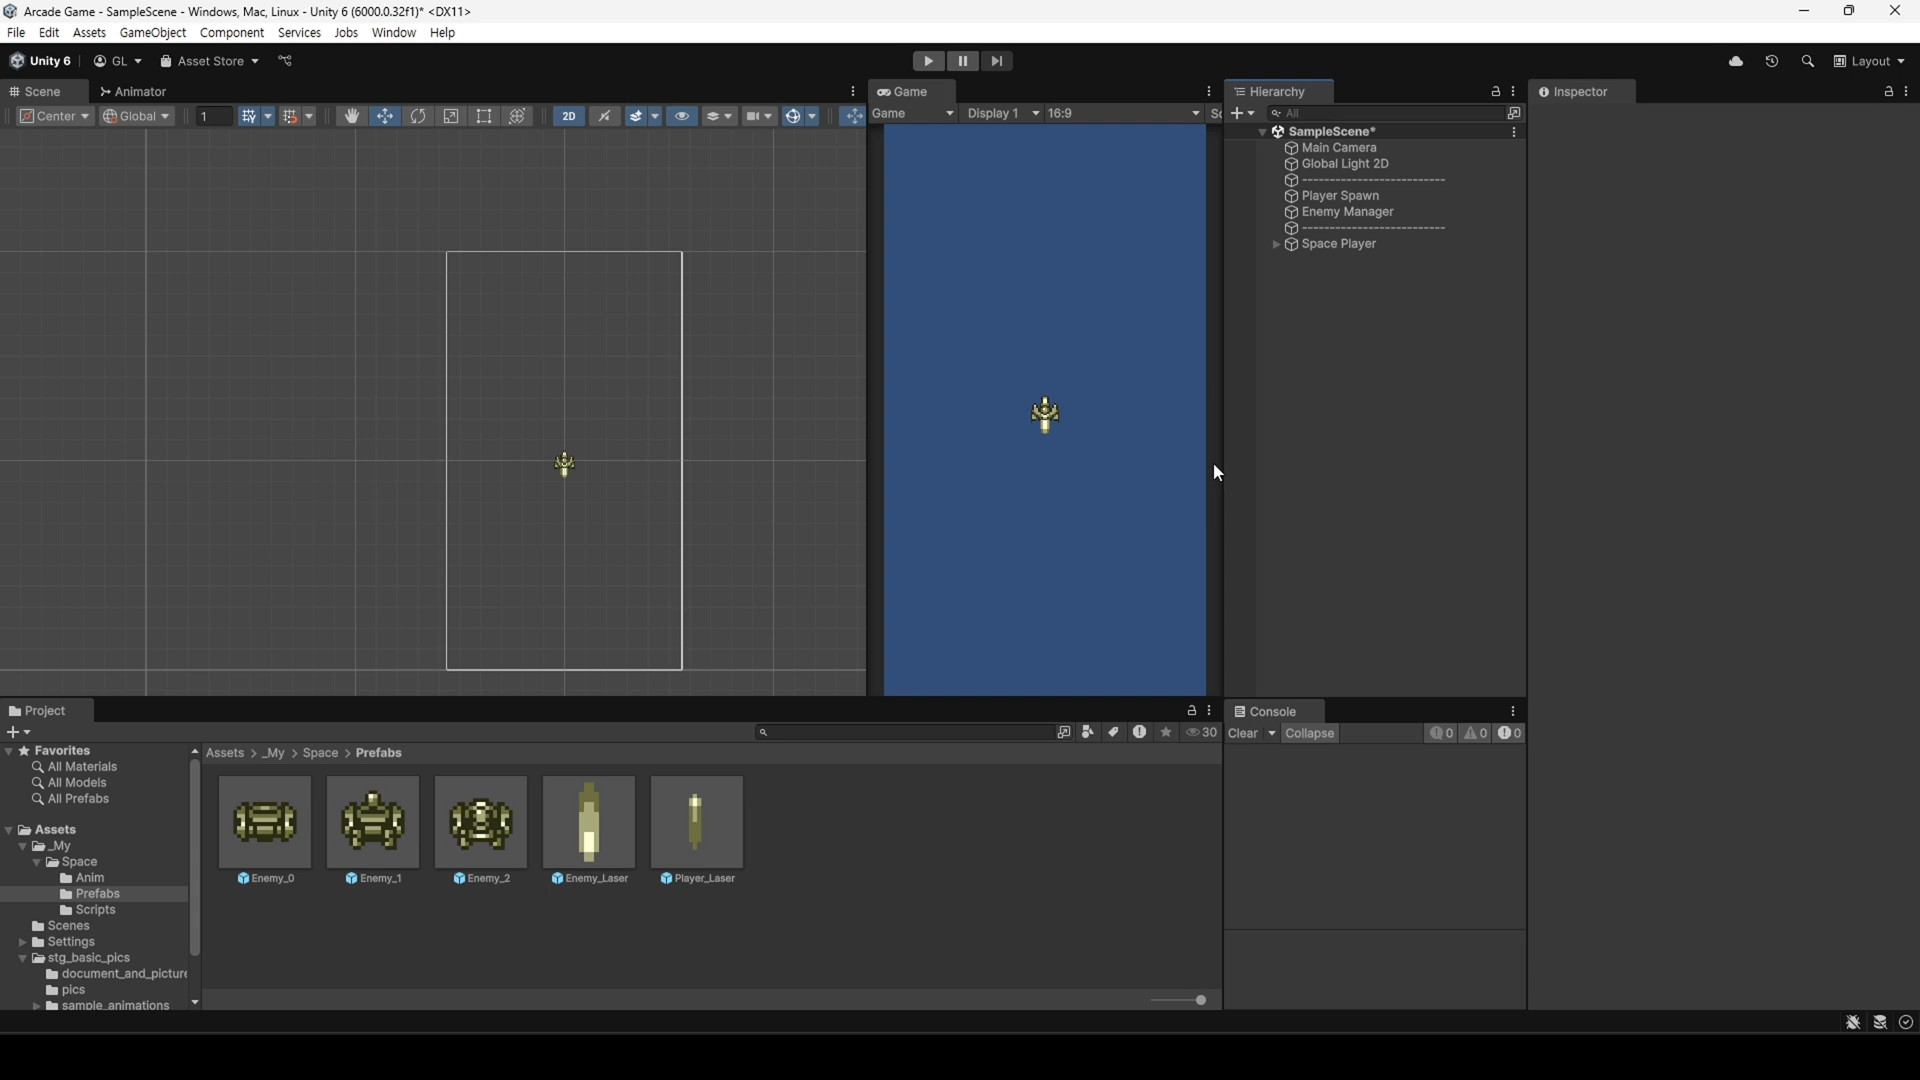 Arcade Game - SampleScene - Windows, Mac, Linux - Unity 6 (6000.0.32f1)* <DX11>
File Edit Assets GameObject Component Services Jobs Window Help
Unity 6 GL Asset Store Layout
Scene Animator Game Hierarchy Inspector
Center Global 1 2D Game Display 1 16:9 Sc All
SampleScene*
Main Camera
Global Light 2D
--------------------------
Player Spawn
Enemy Manager
--------------------------
Space Player
Project Console
30 Clear Collapse 0 0 0
Favorites
All Materials
All Models
All Prefabs
Assets
_My
Space
Anim
Prefabs
Scripts
Scenes
Settings
stg_basic_pics
document_and_picture
pics
sample_animations
Assets > _My > Space > Prefabs
Enemy_0 Enemy_1 Enemy_2 Enemy_Laser Player_Laser